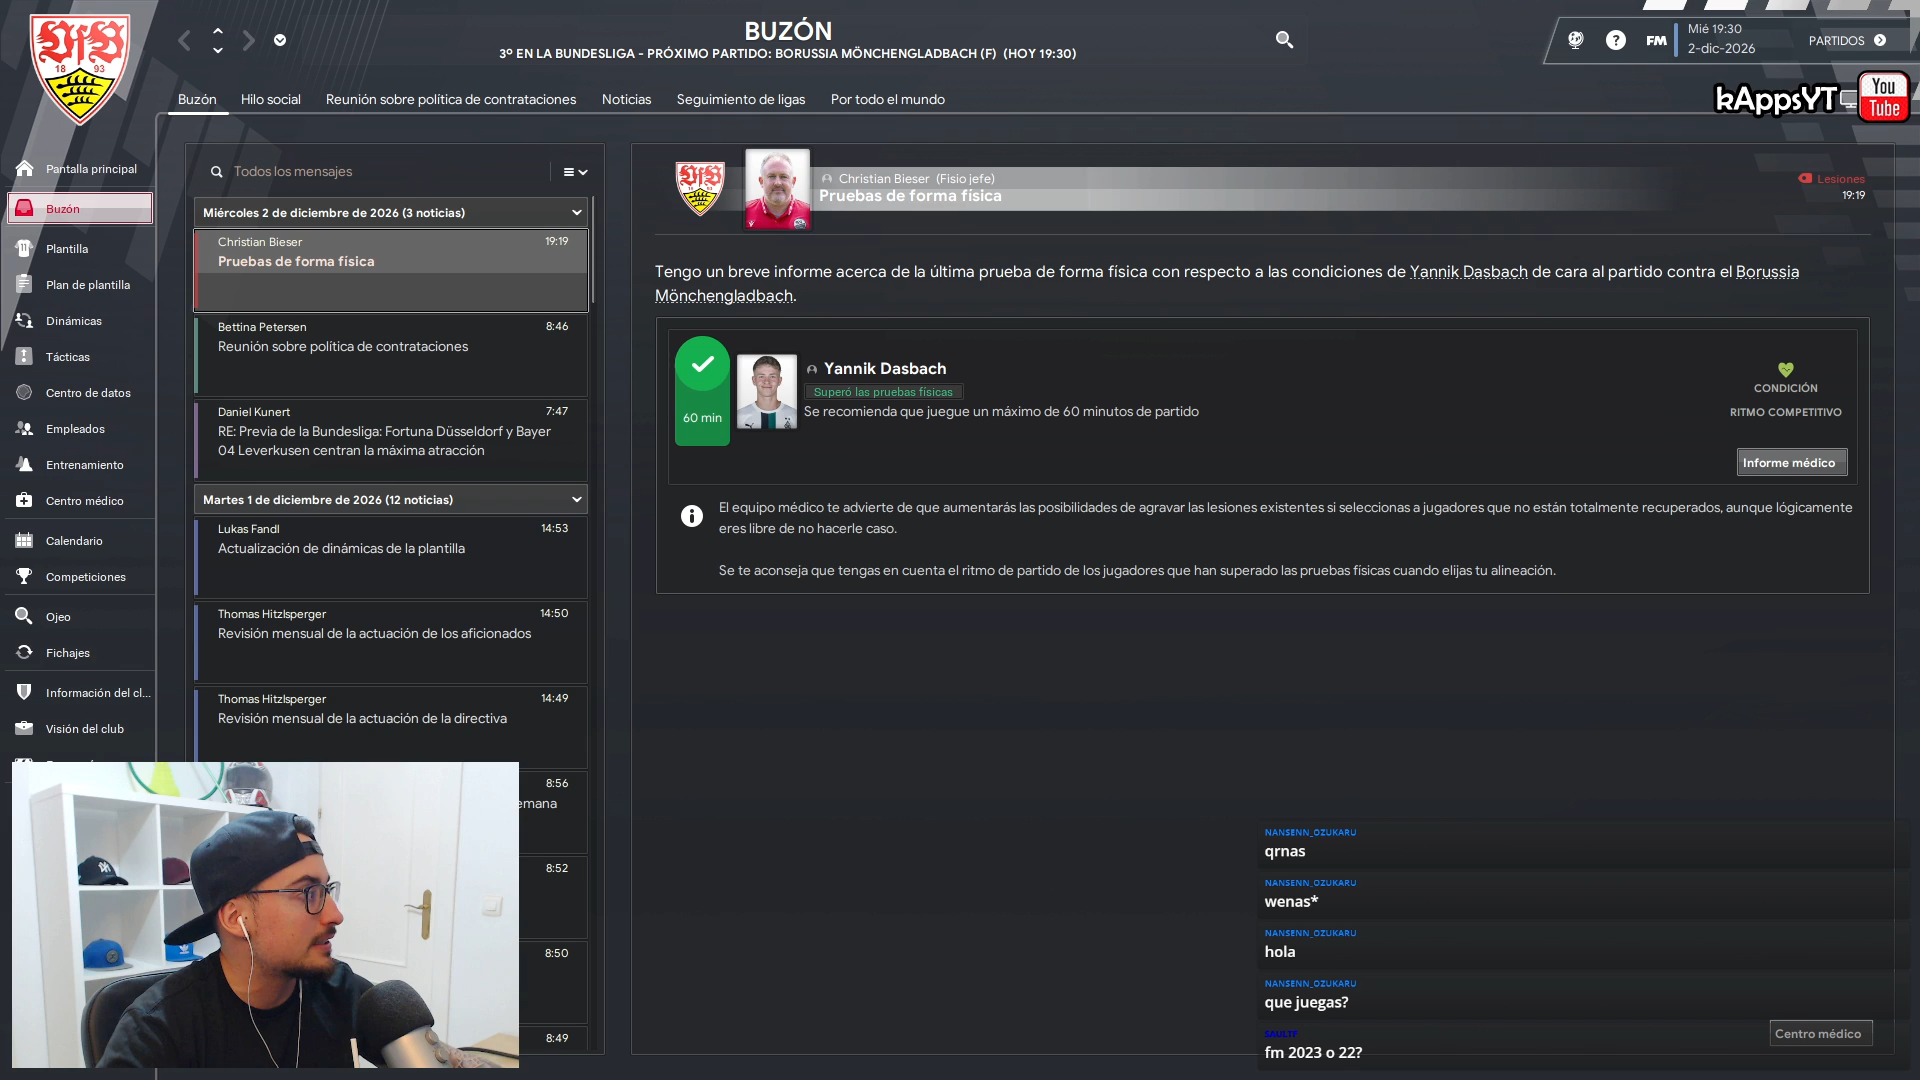 BUZÓN
3º EN LA BUNDESLIGA - PRÓXIMO PARTIDO: BORUSSIA MÖNCHENGLADBACH (F) (HOY 19:30)
FM
Mié 19:30
2-dic-2026
PARTIDOS
18 93
kAppsYT
You
Tube
Buzón
Hilo social
Reunión sobre política de contrataciones
Noticias
Seguimiento de ligas
Por todo el mundo
Pantalla principal
Buzón
Plantilla
Plan de plantilla
Dinámicas
Tácticas
Centro de datos
Empleados
Entrenamiento
Centro médico
Calendario
Competiciones
Ojeo
Fichajes
Información del cl...
Visión del club
Todos los mensajes
Miércoles 2 de diciembre de 2026 (3 noticias)
Christian Bieser 19:19
Pruebas de forma física
Bettina Petersen 8:46
Reunión sobre política de contrataciones
Daniel Kunert 7:47
RE: Previa de la Bundesliga: Fortuna Düsseldorf y Bayer
04 Leverkusen centran la máxima atracción
Martes 1 de diciembre de 2026 (12 noticias)
Lukas Fandl 14:53
Actualización de dinámicas de la plantilla
Thomas Hitzlsperger 14:50
Revisión mensual de la actuación de los aficionados
Thomas Hitzlsperger 14:49
Revisión mensual de la actuación de la directiva
8:56
emana
8:52
8:50
8:49
Christian Bieser (Fisio jefe)
Pruebas de forma física
Lesiones
19:19
Tengo un breve informe acerca de la última prueba de forma física con respecto a las condiciones de Yannik Dasbach de cara al partido contra el Borussia
Mönchengladbach.
60 min
Yannik Dasbach
Superó las pruebas físicas
Se recomienda que juegue un máximo de 60 minutos de partido
CONDICIÓN
RITMO COMPETITIVO
Informe médico
El equipo médico te advierte de que aumentarás las posibilidades de agravar las lesiones existentes si seleccionas a jugadores que no están totalmente recuperados, aunque lógicamente
eres libre de no hacerle caso.
Se te aconseja que tengas en cuenta el ritmo de partido de los jugadores que han superado las pruebas físicas cuando elijas tu alineación.
NANSENN_OZUKARU
qrnas
NANSENN_OZUKARU
wenas*
NANSENN_OZUKARU
hola
NANSENN_OZUKARU
que juegas?
fm 2023 o 22?
Centro médico